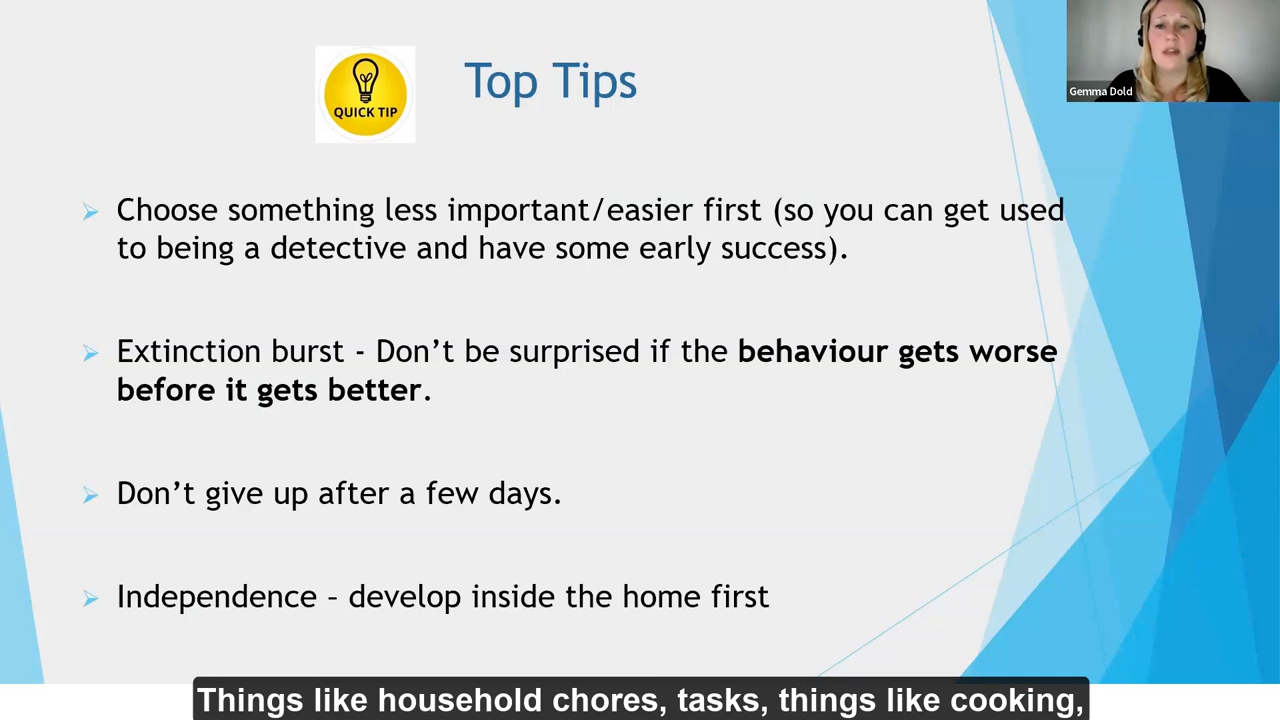 Gemma Dold
QUICK TIP
Top Tips
Choose something less important/easier first (so you can get used
to being a detective and have some early success).
Extinction burst - Don’t be surprised if the behaviour gets worse
before it gets better.
Don’t give up after a few days.
Independence – develop inside the home first
Things like household chores, tasks, things like cooking,